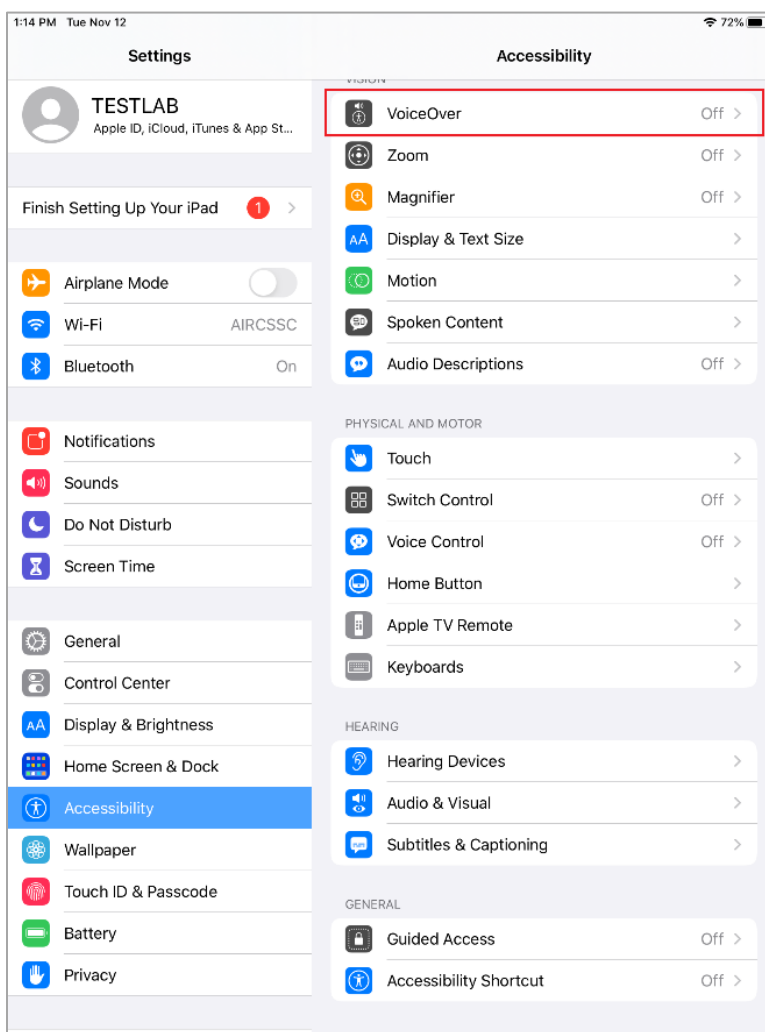 1:14 PM Tue Nov 12
72%
Settings
TESTLAB
Apple ID, iCloud, iTunes & App St...
Finish Setting Up Your iPad 1
Airplane Mode
Wi-Fi AIRCSSC
Bluetooth On
Notifications
Sounds
Do Not Disturb
Screen Time
General
Control Center
AA Display & Brightness
Home Screen & Dock
Accessibility
Wallpaper
Touch ID & Passcode
Battery
Privacy
Accessibility
VISION
VoiceOver Off
Zoom Off
Magnifier Off
AA Display & Text Size
Motion
Spoken Content
Audio Descriptions Off
PHYSICAL AND MOTOR
Touch
Switch Control Off
Voice Control Off
Home Button
Apple TV Remote
Keyboards
HEARING
Hearing Devices
Audio & Visual
Subtitles & Captioning
GENERAL
Guided Access Off
Accessibility Shortcut Off